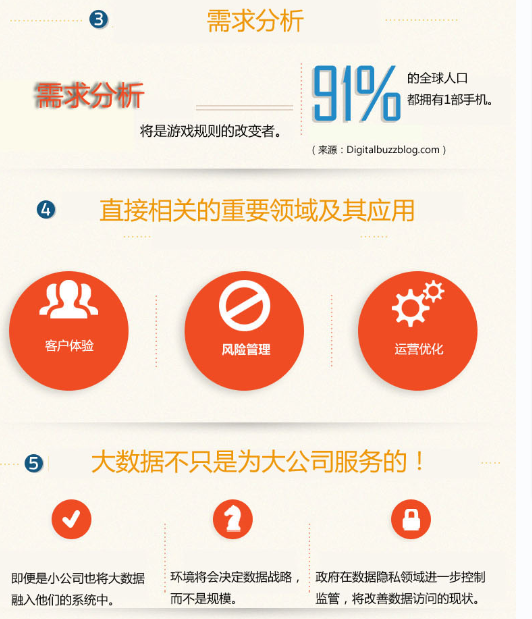 3 需求分析
需求分析
将是游戏规则的改变者。
91%
的全球人口
都拥有1部手机。
(来源：Digitalbuzzblog.com)
4 直接相关的重要领域及其应用
客户体验
风险管理
运营优化
5 大数据不只是为大公司服务的！
即便是小公司也将大数据
融入他们的系统中。
环境将会决定数据战略，
而不是规模。
政府在数据隐私领域进一步控制
监管，将改善数据访问的现状。